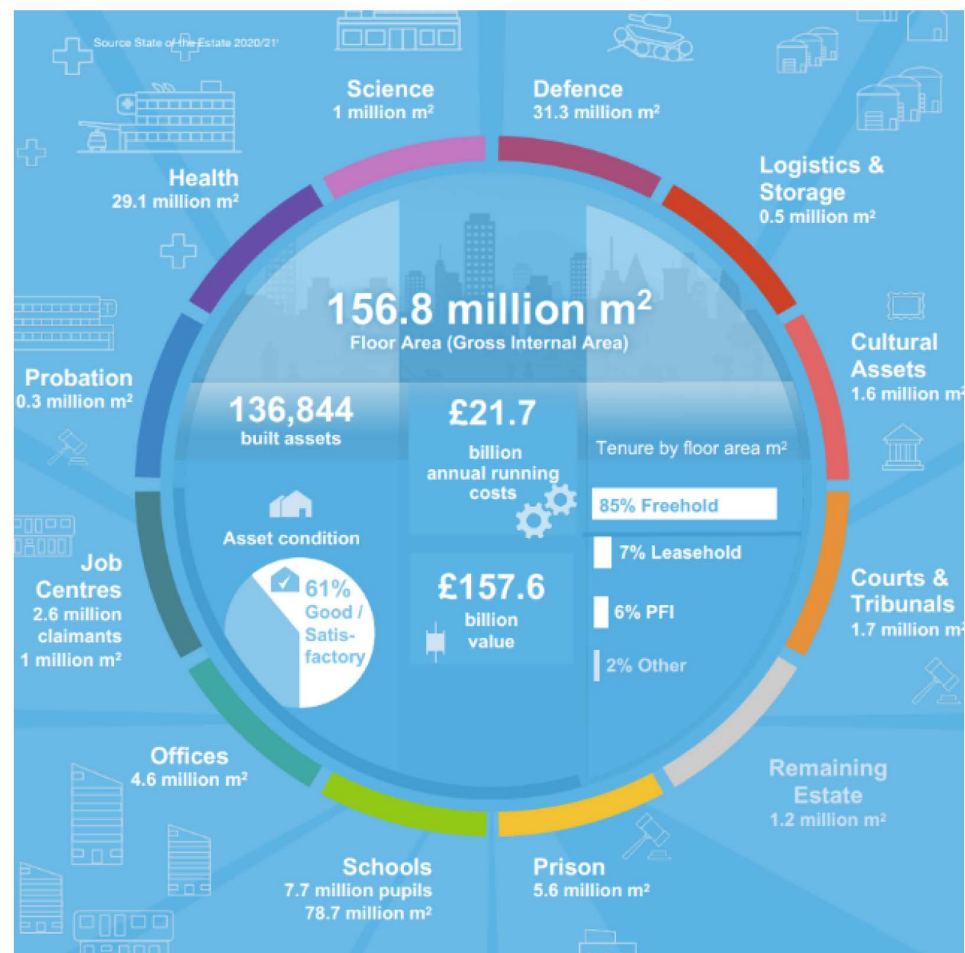 Source State of the Estate 2020/21¹
Science
1 million m²
Defence
31.3 million m²
Health
29.1 million m²
Logistics &
Storage
0.5 million m²
156.8 million m²
Floor Area (Gross Internal Area)
Probation
0.3 million m²
Cultural
Assets
1.6 million m²
136,844
built assets
£21.7
billion
annual running
costs
Tenure by floor area m²
85% Freehold
7% Leasehold
6% PFI
2% Other
Asset condition
61%
Good /
Satis-
factory
£157.6
billion
value
Job
Centres
2.6 million
claimants
1 million m²
Courts &
Tribunals
1.7 million m²
Offices
4.6 million m²
Remaining
Estate
1.2 million m²
Schools
7.7 million pupils
78.7 million m²
Prison
5.6 million m²